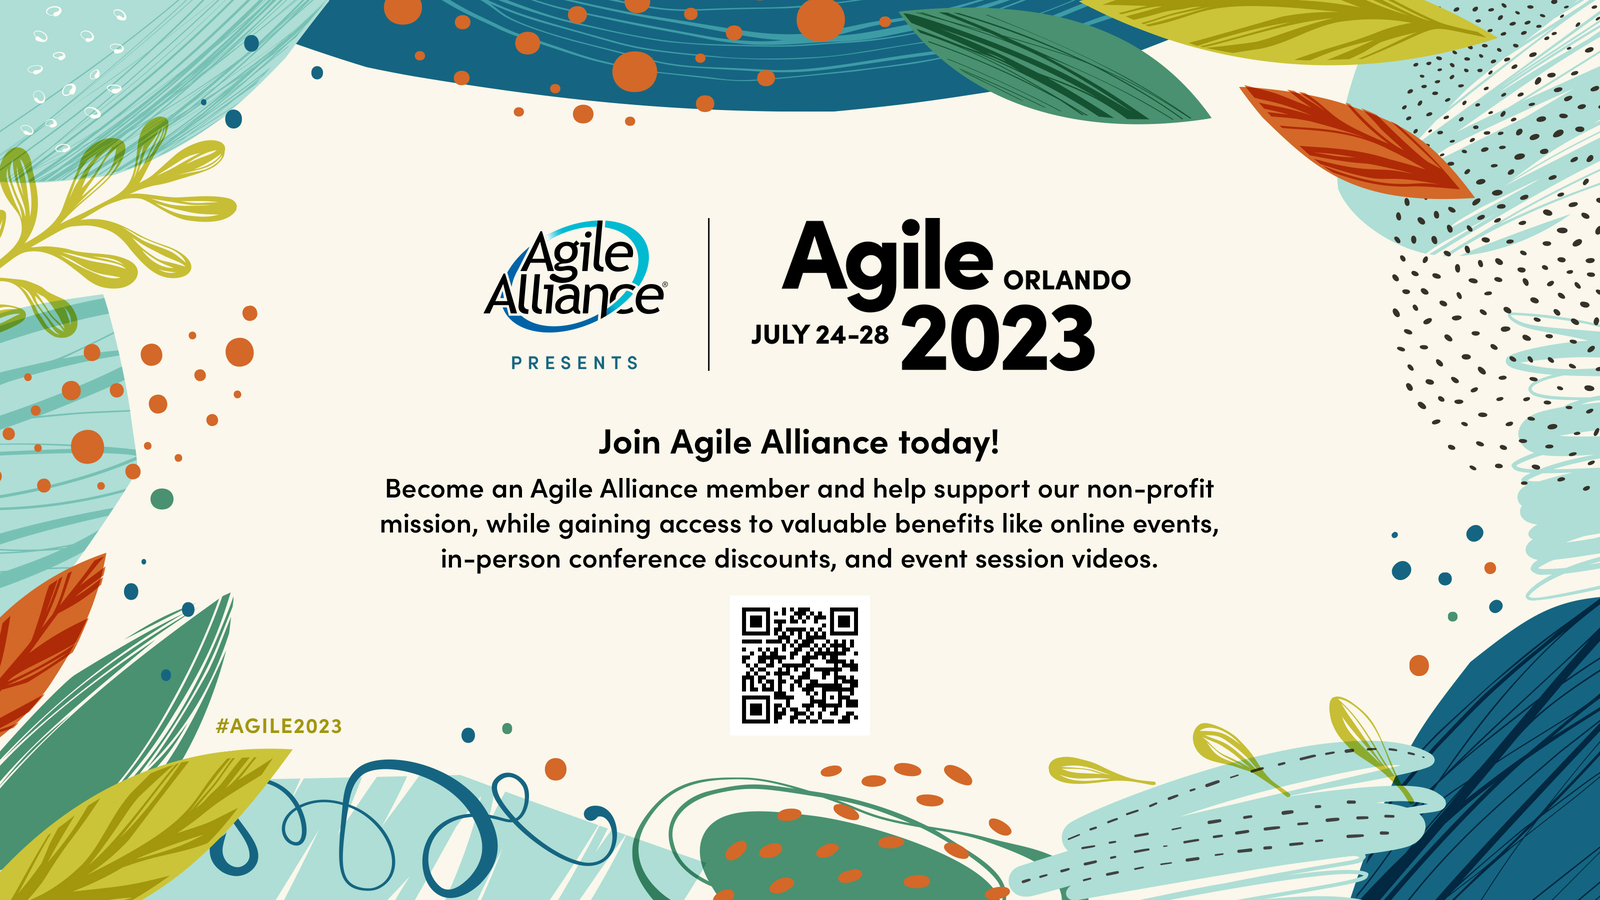 Agile
Alliance®
PRESENTS
Agile ORLANDO
JULY 24-28 2023
Join Agile Alliance today!
Become an Agile Alliance member and help support our non-profit
mission, while gaining access to valuable benefits like online events,
in-person conference discounts, and event session videos.
#AGILE2023